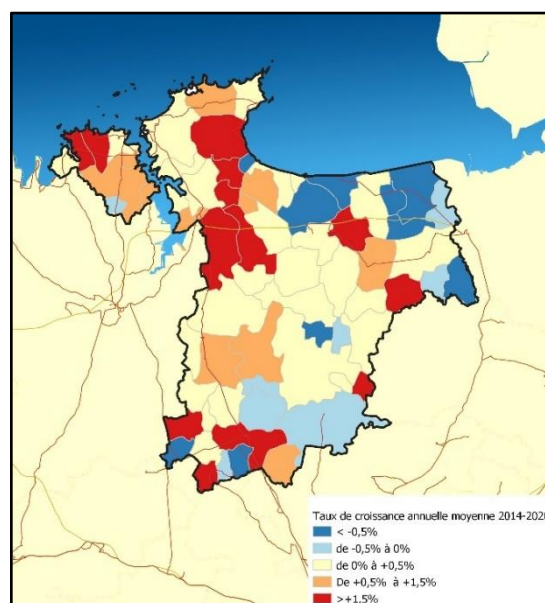 Taux de croissance annuelle moyenne 2014-2020
< -0,5%
de -0,5% à 0%
de 0% à +0,5%
De +0,5% à +1,5%
>+1,5%